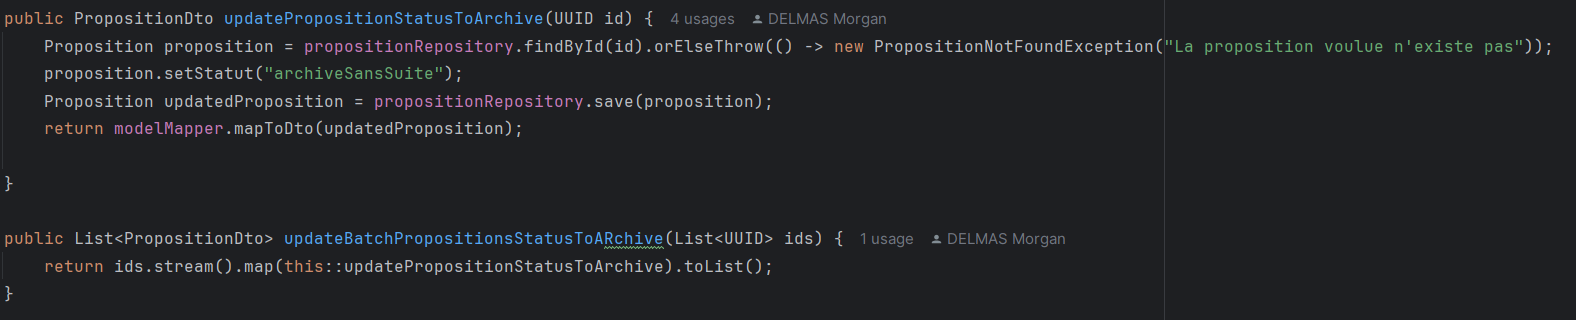 public PropositionDto updatePropositionStatusToArchive(UUID id) { 4 usages DELMAS Morgan
Proposition proposition = propositionRepository.findById(id).orElseThrow(() -> new PropositionNotFoundException("La proposition voulue n'existe pas"));
proposition.setStatut("archiveSansSuite");
Proposition updatedProposition = propositionRepository.save(proposition);
return modelMapper.mapToDto(updatedProposition);
}
public List<PropositionDto> updateBatchPropositionsStatusToARchive(List<UUID> ids) { 1 usage DELMAS Morgan
return ids.stream().map(this::updatePropositionStatusToArchive).toList();
}